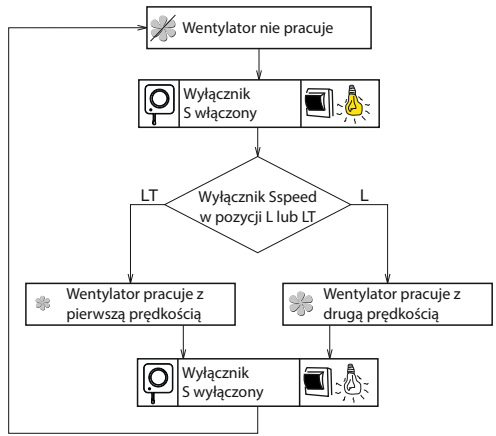 Wentylator nie pracuje
Wyłącznik
S włączony
Wyłącznik Sspeed
w pozycji L lub LT
LT
L
Wentylator pracuje z
pierwszą prędkością
Wentylator pracuje z
drugą prędkością
Wyłącznik
S wyłączony